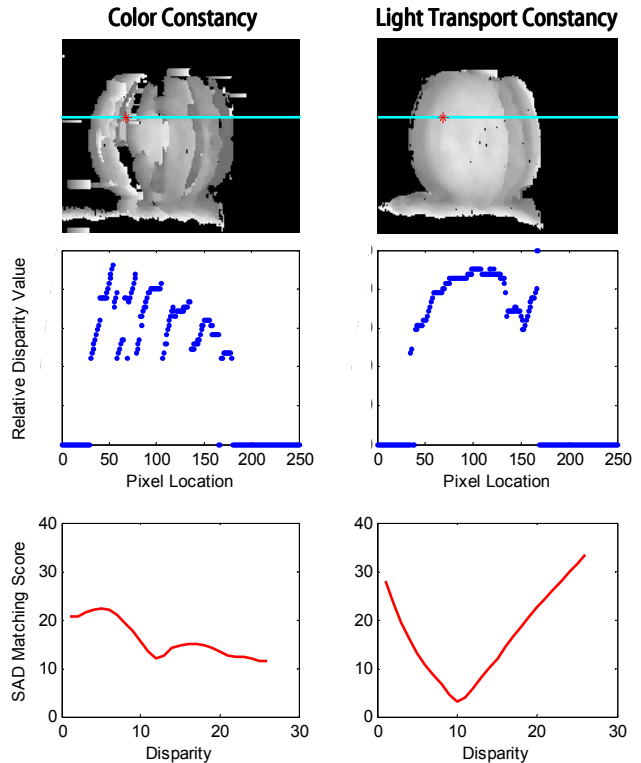 Color Constancy
Light Transport Constancy
Relative Disparity Value
0 50 100 150 200 250
Pixel Location
0 50 100 150 200 250
Pixel Location
SAD Matching Score
40
30
20
10
0
0 10 20 30
Disparity
40
30
20
10
0
0 10 20 30
Disparity